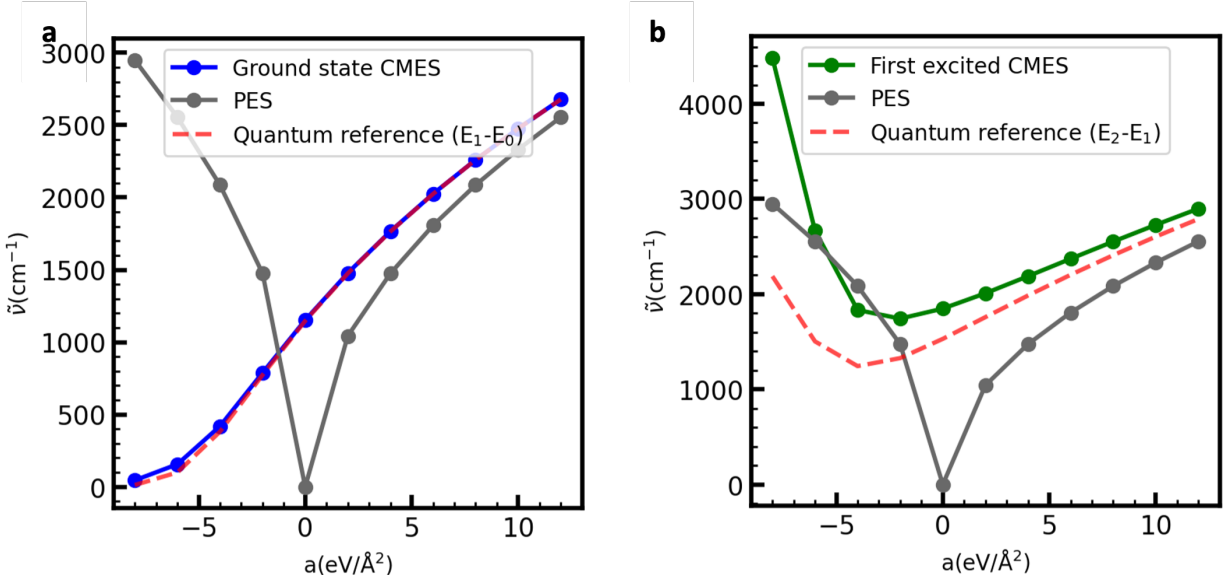 a
3000
2500
2000
1500
1000
500
0
ṽ(cm⁻¹)
Ground state CMES
PES
Quantum reference (E₁-E₀)
−5
0
5
10
a(eV/Å²)
b
4000
3000
2000
1000
0
ṽ(cm⁻¹)
First excited CMES
PES
Quantum reference (E₂-E₁)
−5
0
5
10
a(eV/Å²)